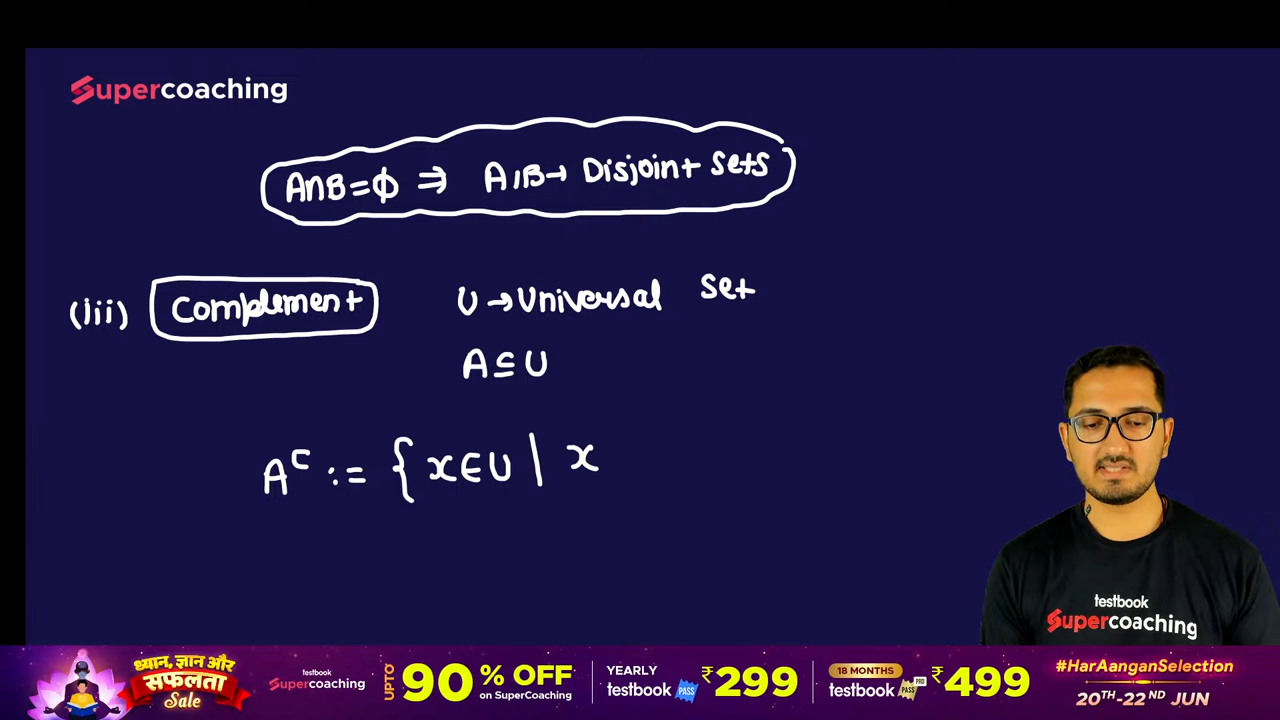 Supercoaching
A∩B=Φ ⇒ A,B→ Disjoint Sets
(iii) Complement U→Universal Set
A⊆U
Aᶜ := { x∈U | x
testbook
Supercoaching
ध्यान, ज्ञान और
सफलता
Sale
testbook
Supercoaching
UPTO 90 % OFF
on SuperCoaching
YEARLY
testbook PASS ₹299
18 MONTHS
testbook PASS PRO ₹499
#HarAanganSelection
20TH-22ND JUN